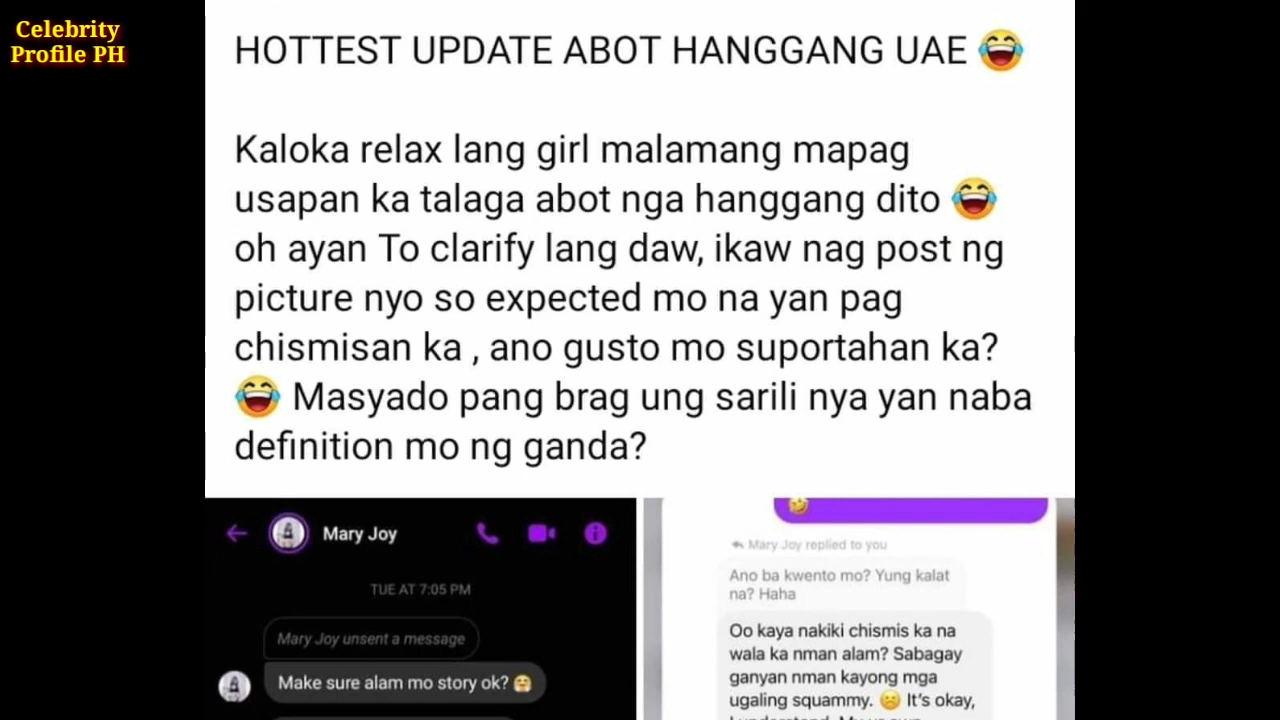 Celebrity
Profile PH
HOTTEST UPDATE ABOT HANGGANG UAE 😂
Kaloka relax lang girl malamang mapag
usapan ka talaga abot nga hanggang dito 😂
oh ayan To clarify lang daw, ikaw nag post ng
picture nyo so expected mo na yan pag
chismisan ka , ano gusto mo suportahan ka?
😂 Masyado pang brag ung sarili nya yan naba
definition mo ng ganda?
Mary Joy
TUE AT 7:05 PM
Mary Joy unsent a message
Make sure alam mo story ok? 🤗
🤣
Mary Joy replied to you
Ano ba kwento mo? Yung kalat
na? Haha
Oo kaya nakiki chismis ka na
wala ka nman alam? Sabagay
ganyan nman kayong mga
ugaling squammy. ☹️ It's okay,